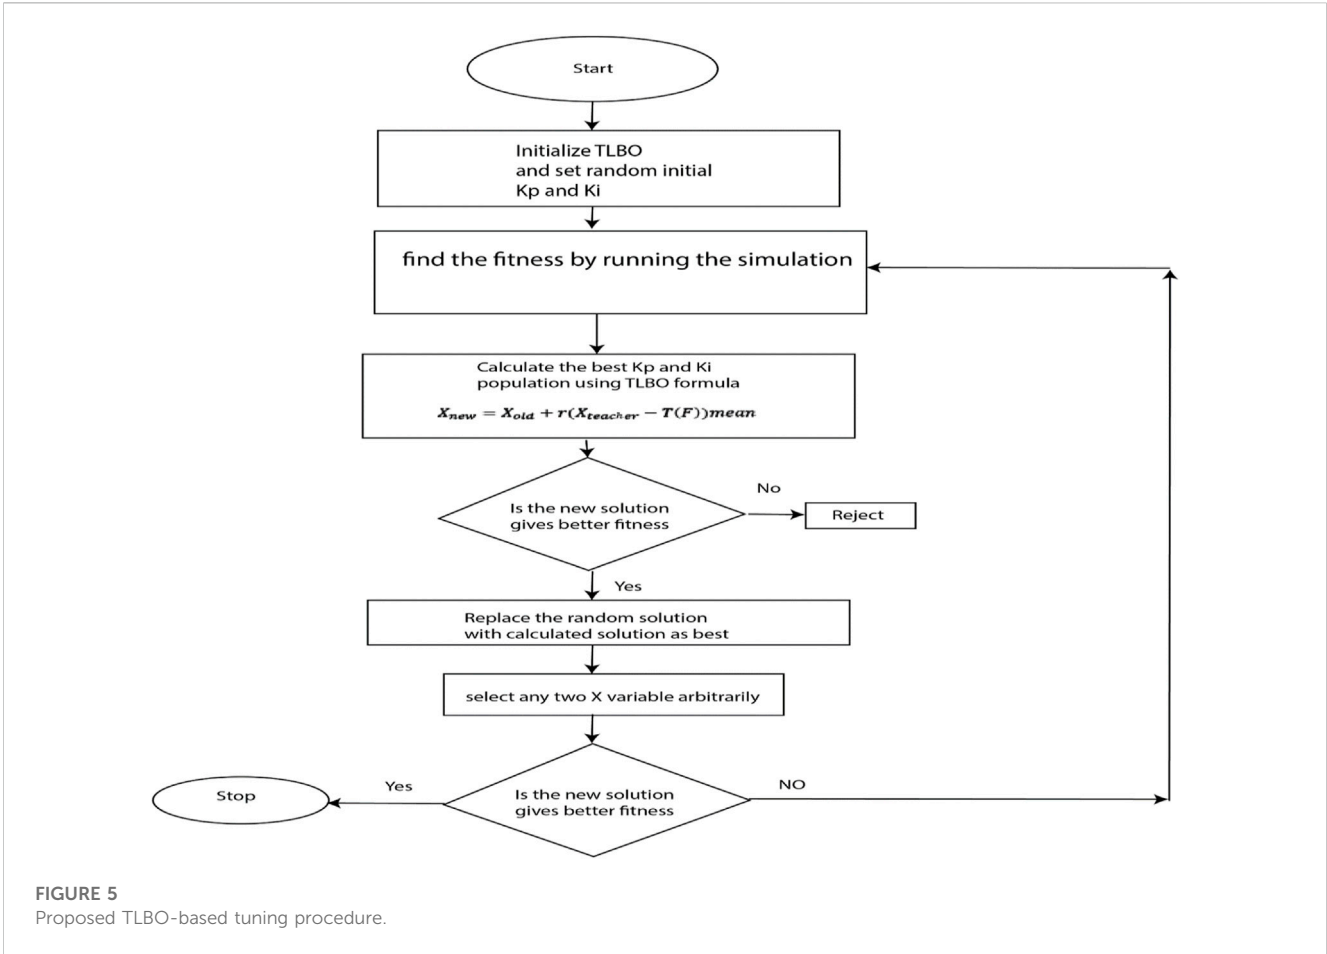 Start
Initialize TLBO
and set random initial
Kp and Ki
find the fitness by running the simulation
Calculate the best Kp and Ki
population using TLBO formula
X_new = X_old + r(X_teacher − T(F))mean
Is the new solution
gives better fitness
No
Reject
Yes
Replace the random solution
with calculated solution as best
select any two X variable arbitrarily
Is the new solution
gives better fitness
Yes
Stop
NO
FIGURE 5
Proposed TLBO-based tuning procedure.